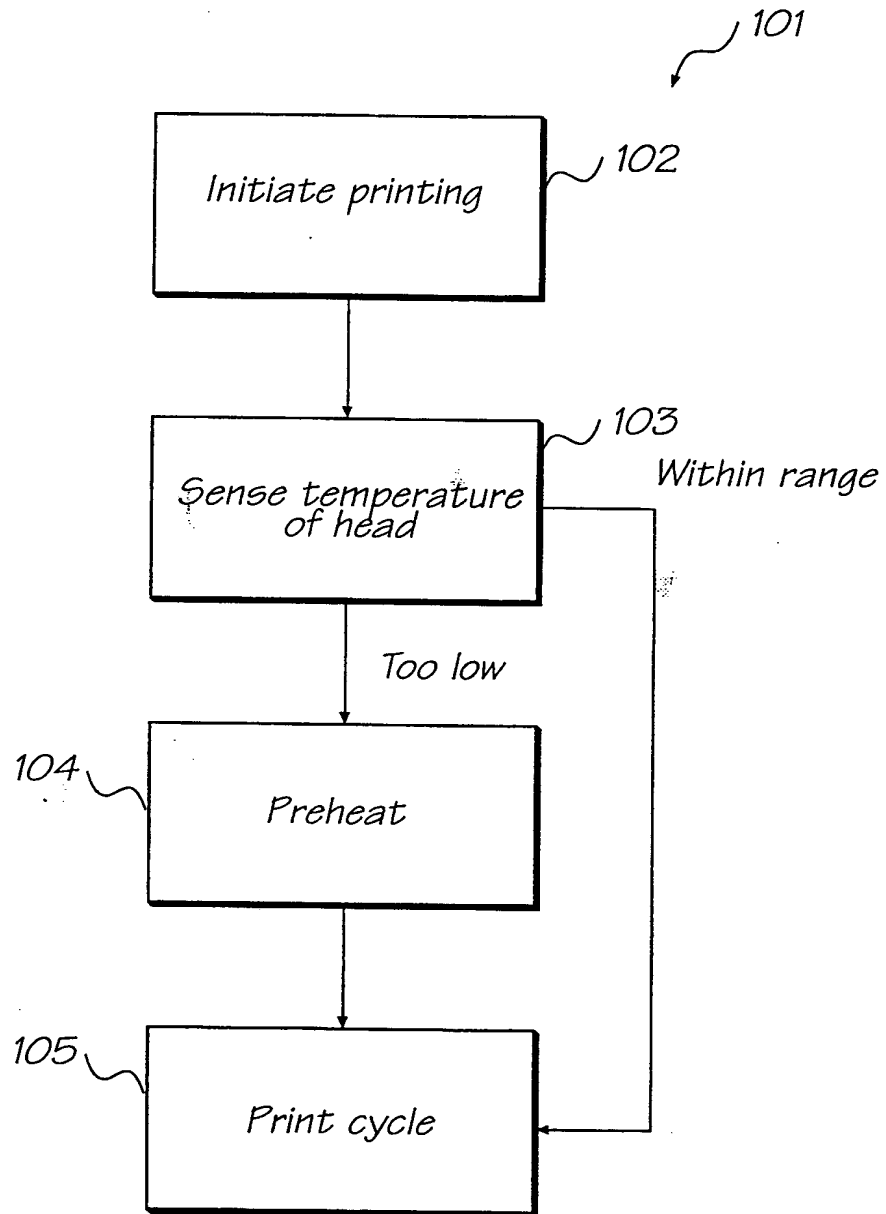 101
Initiate printing
102
103
Sense temperature
of head
Within range
Too low
104
Preheat
105
Print cycle